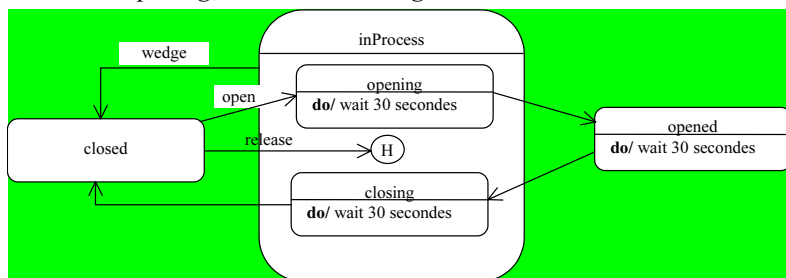 wedge
inProcess
opening
do/ wait 30 secondes
open
opened
do/ wait 30 secondes
closed
release
H
closing
do/ wait 30 secondes